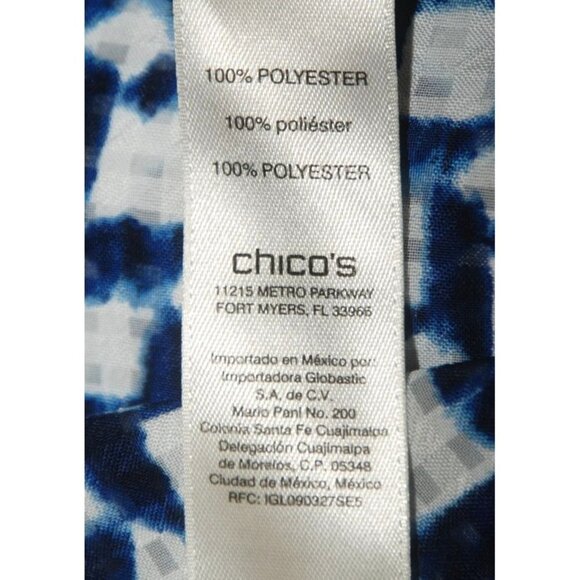 100% POLYESTER
100% poliéster
100% POLYESTER
chico's
11215 METRO PARKWAY
FORT MYERS, FL 33966
Importado en México por:
Importadora Globastic
S.A. de C.V.
Mario Pani No. 200
Colonia Santa Fe Cuajimalpa
Delegación Cuajimalpa
de Morelos, C.P. 05348
Ciudad de México, México
RFC: IGL090327SE5